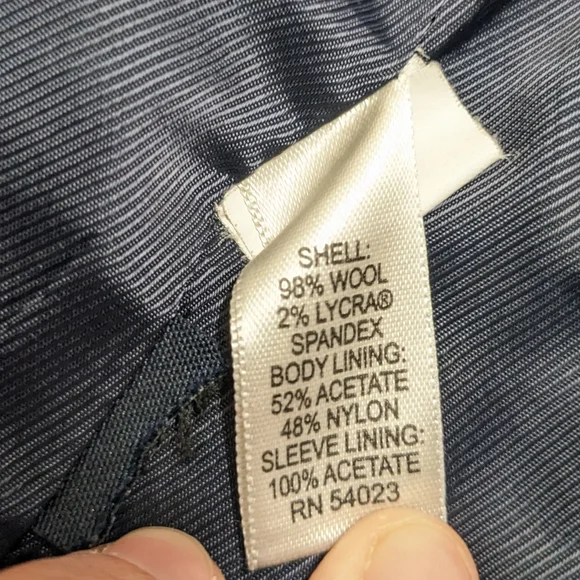 SHELL:
98% WOOL
2% LYCRA®
SPANDEX
BODY LINING:
52% ACETATE
48% NYLON
SLEEVE LINING:
100% ACETATE
RN 54023